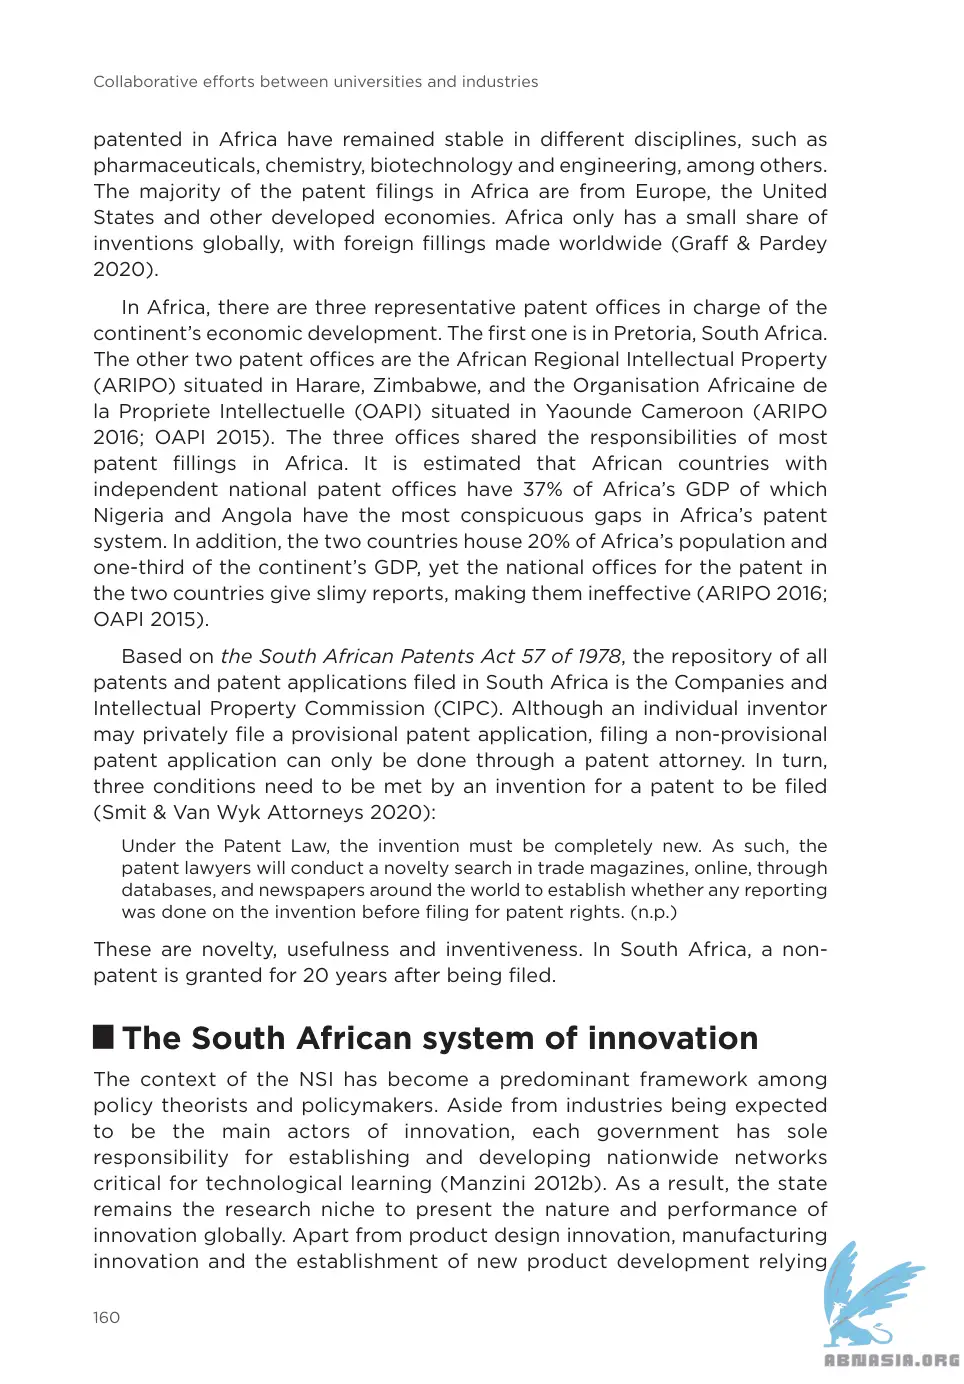 Collaborative efforts between universities and industries
patented in Africa have remained stable in different disciplines, such as
pharmaceuticals, chemistry, biotechnology and engineering, among others.
The majority of the patent filings in Africa are from Europe, the United
States and other developed economies. Africa only has a small share of
inventions globally, with foreign fillings made worldwide (Graff & Pardey
2020).
In Africa, there are three representative patent offices in charge of the
continent’s economic development. The first one is in Pretoria, South Africa.
The other two patent offices are the African Regional Intellectual Property
(ARIPO) situated in Harare, Zimbabwe, and the Organisation Africaine de
la Propriete Intellectuelle (OAPI) situated in Yaounde Cameroon (ARIPO
2016; OAPI 2015). The three offices shared the responsibilities of most
patent fillings in Africa. It is estimated that African countries with
independent national patent offices have 37% of Africa’s GDP of which
Nigeria and Angola have the most conspicuous gaps in Africa’s patent
system. In addition, the two countries house 20% of Africa’s population and
one-third of the continent’s GDP, yet the national offices for the patent in
the two countries give slimy reports, making them ineffective (ARIPO 2016;
OAPI 2015).
Based on the South African Patents Act 57 of 1978, the repository of all
patents and patent applications filed in South Africa is the Companies and
Intellectual Property Commission (CIPC). Although an individual inventor
may privately file a provisional patent application, filing a non-provisional
patent application can only be done through a patent attorney. In turn,
three conditions need to be met by an invention for a patent to be filed
(Smit & Van Wyk Attorneys 2020):
Under the Patent Law, the invention must be completely new. As such, the
patent lawyers will conduct a novelty search in trade magazines, online, through
databases, and newspapers around the world to establish whether any reporting
was done on the invention before filing for patent rights. (n.p.)
These are novelty, usefulness and inventiveness. In South Africa, a non-
patent is granted for 20 years after being filed.
The South African system of innovation
The context of the NSI has become a predominant framework among
policy theorists and policymakers. Aside from industries being expected
to be the main actors of innovation, each government has sole
responsibility for establishing and developing nationwide networks
critical for technological learning (Manzini 2012b). As a result, the state
remains the research niche to present the nature and performance of
innovation globally. Apart from product design innovation, manufacturing
innovation and the establishment of new product development relying
160
ABNASIA.ORG